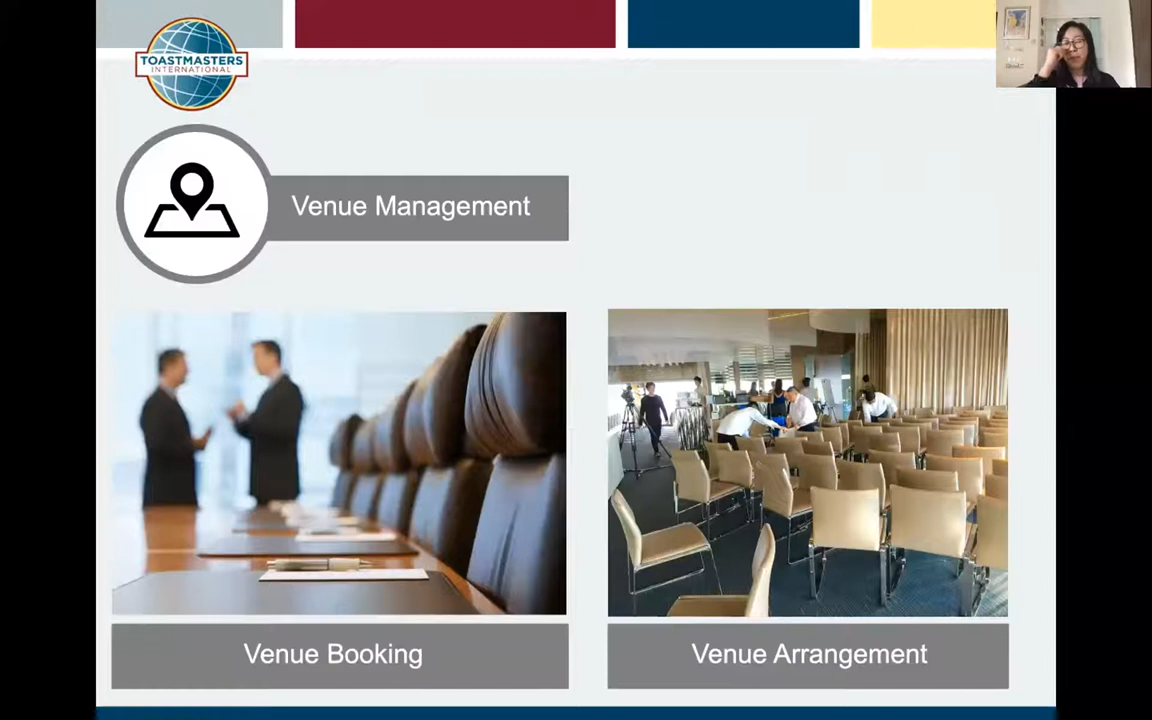 TOASTMASTERS
INTERNATIONAL
Venue Management
Venue Booking
Venue Arrangement